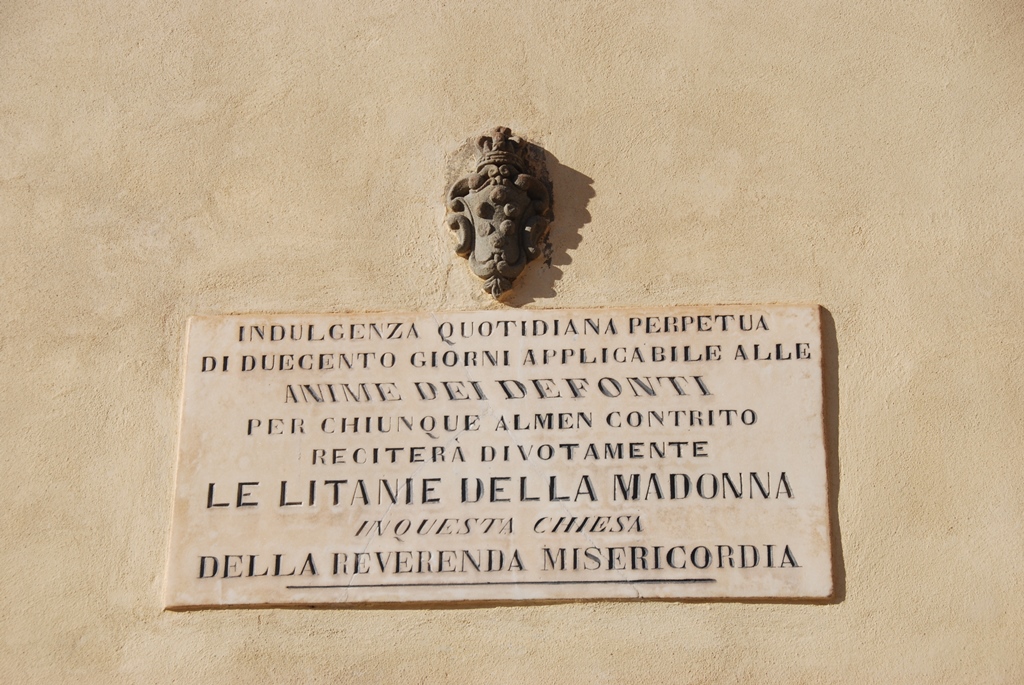 INDULGENZA QUOTIDIANA PERPETUA
DI DUECENTO GIORNI APPLICABILE ALLE
ANIME DEI DEFONTI
PER CHIUNQUE ALMEN CONTRITO
RECITERÀ DIVOTAMENTE
LE LITANIE DELLA MADONNA
IN QUESTA CHIESA
DELLA REVERENDA MISERICORDIA